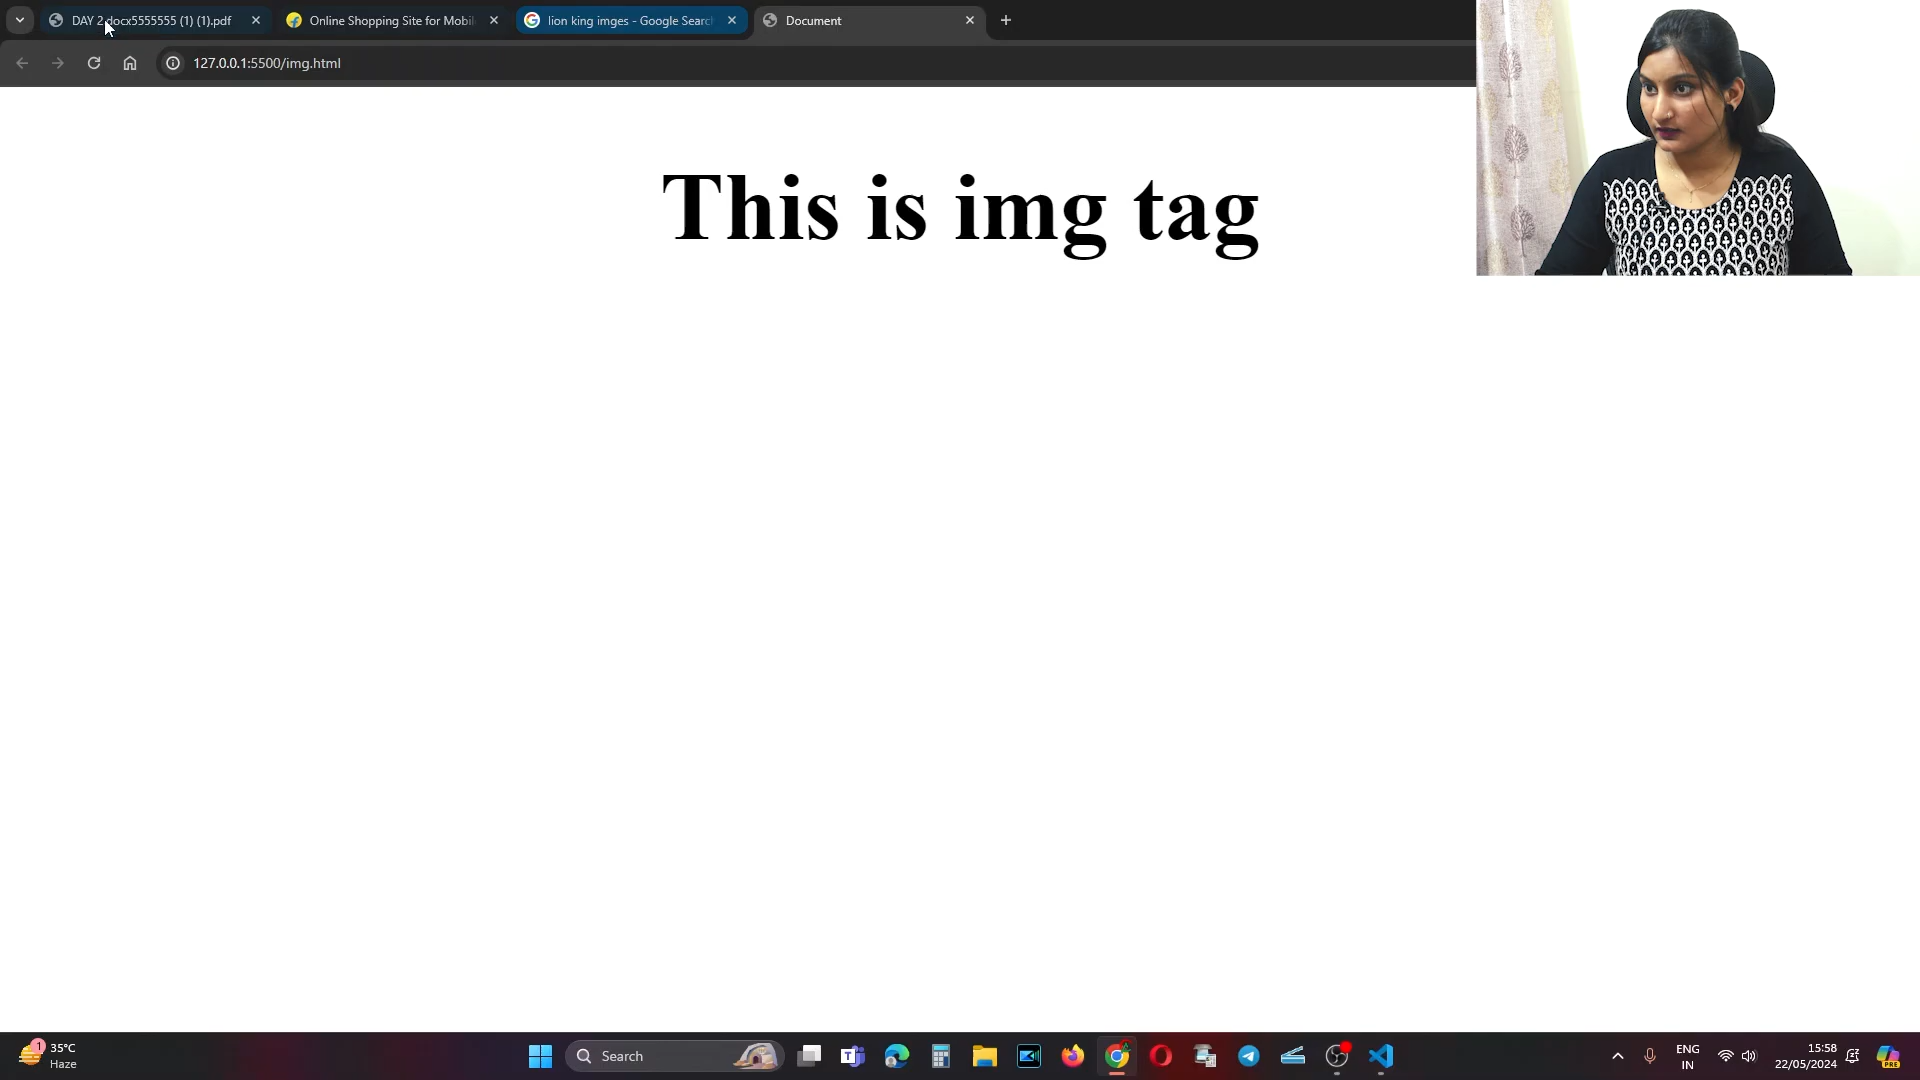 DAY 2.docx5555555 (1) (1).pdf
Online Shopping Site for Mobil
lion king imges - Google Searc
Document
127.0.0.1:5500/img.html
This is img tag
1
35°C
Haze
Search
ENG
IN
15:58
22/05/2024
PRE